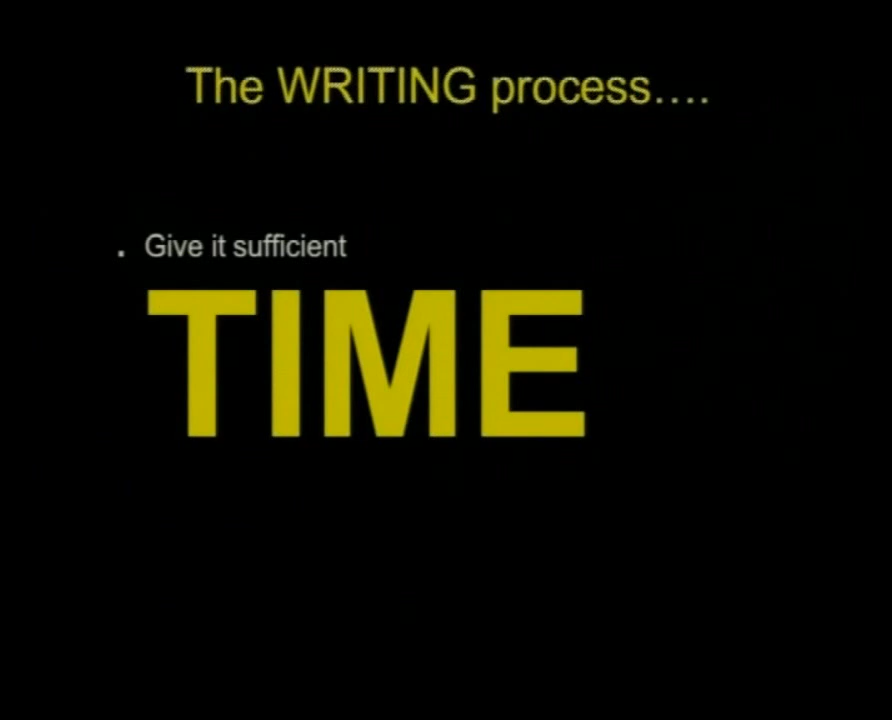 The WRITING process....
. Give it sufficient
TIME